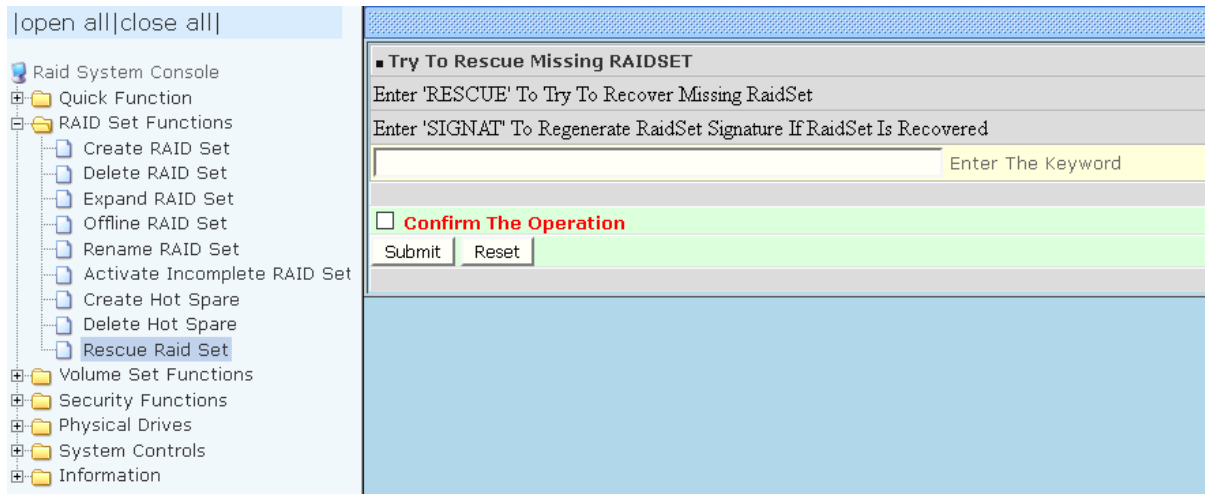 |open all|close all|
Raid System Console
Quick Function
RAID Set Functions
Create RAID Set
Delete RAID Set
Expand RAID Set
Offline RAID Set
Rename RAID Set
Activate Incomplete RAID Set
Create Hot Spare
Delete Hot Spare
Rescue Raid Set
Volume Set Functions
Security Functions
Physical Drives
System Controls
Information
Try To Rescue Missing RAIDSET
Enter 'RESCUE' To Try To Recover Missing RaidSet
Enter 'SIGNAT' To Regenerate RaidSet Signature If RaidSet Is Recovered
Enter The Keyword
Confirm The Operation
Submit Reset